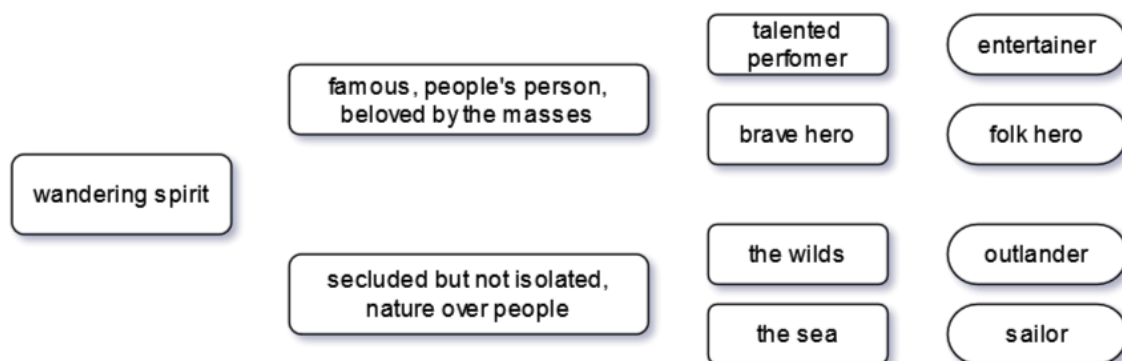 wandering spirit
famous, people's person,
beloved by the masses
talented
perfomer
entertainer
brave hero
folk hero
secluded but not isolated,
nature over people
the wilds
outlander
the sea
sailor